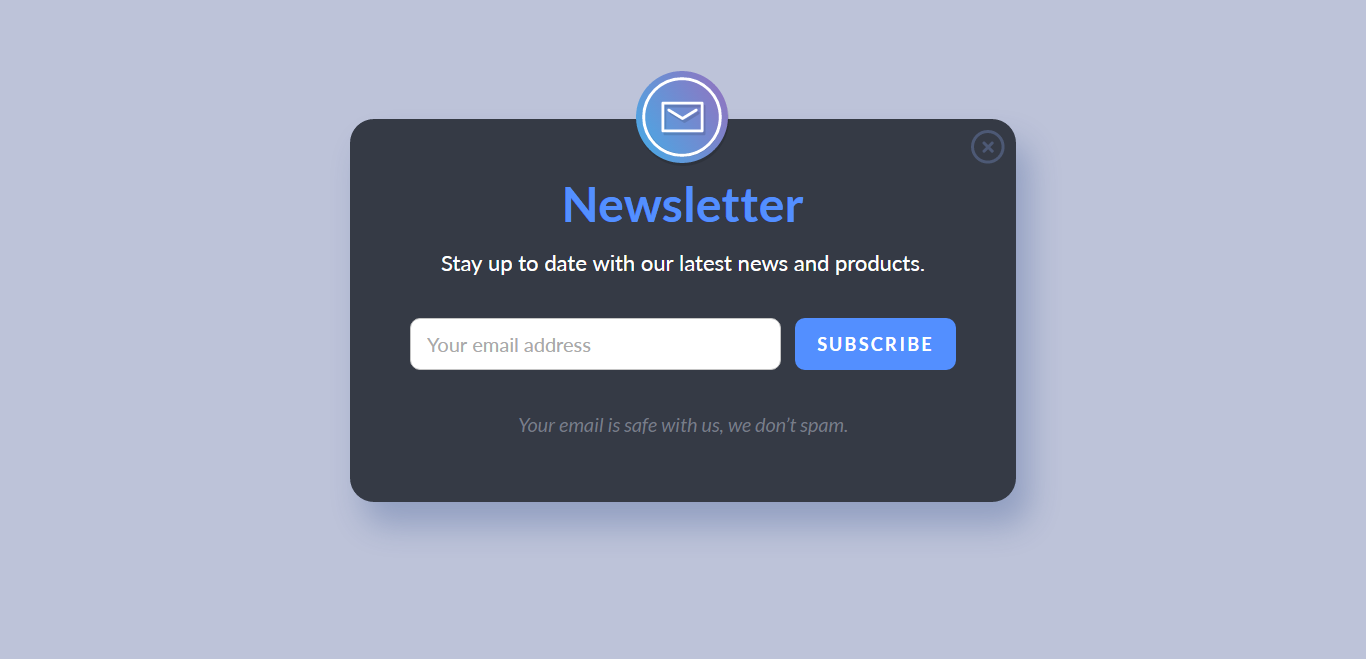 Newsletter
Stay up to date with our latest news and products.
Your email address
SUBSCRIBE
Your email is safe with us, we don’t spam.